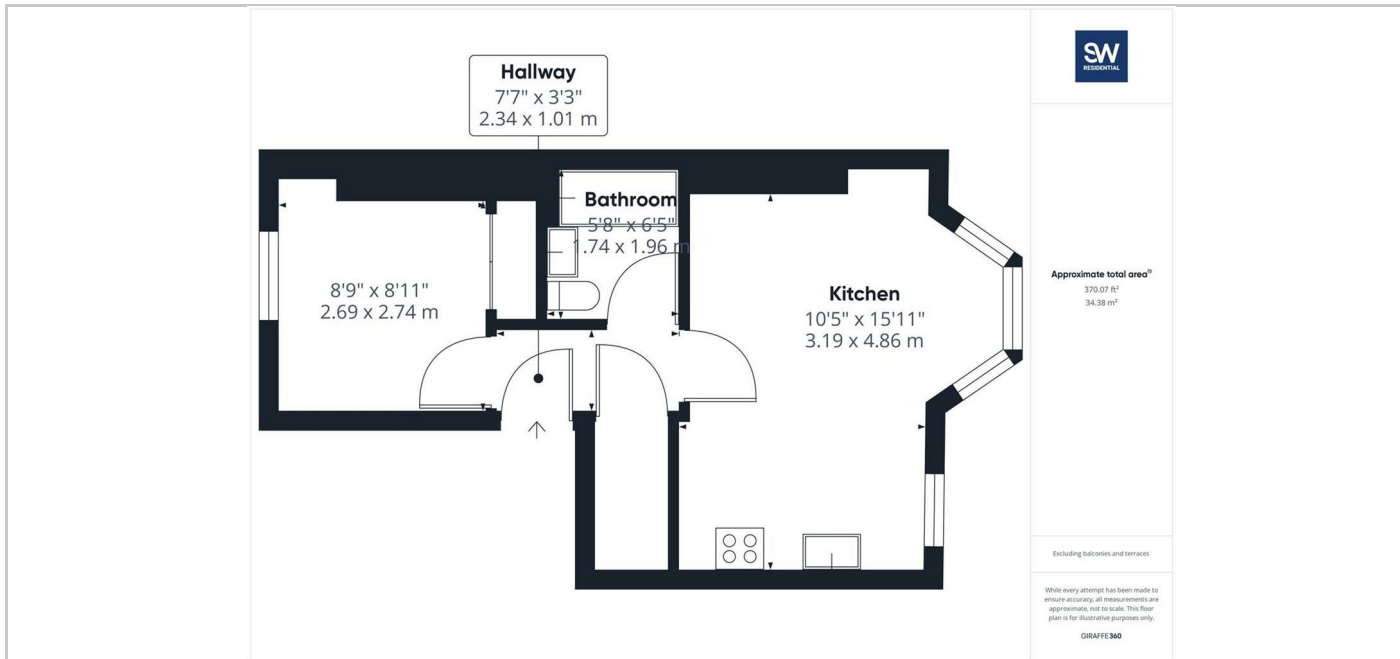 Hallway
7'7" x 3'3"
2.34 x 1.01 m
Bathroom
5'8" x 6'5"
1.74 x 1.96 m
8'9" x 8'11"
2.69 x 2.74 m
Kitchen
10'5" x 15'11"
3.19 x 4.86 m
SW
RESIDENTIAL
Approximate total area⁽¹⁾
370.07 ft²
34.38 m²
Excluding balconies and terraces
While every attempt has been made to
ensure accuracy, all measurements are
approximate, not to scale. This floor
plan is for illustrative purposes only.
GIRAFFE360